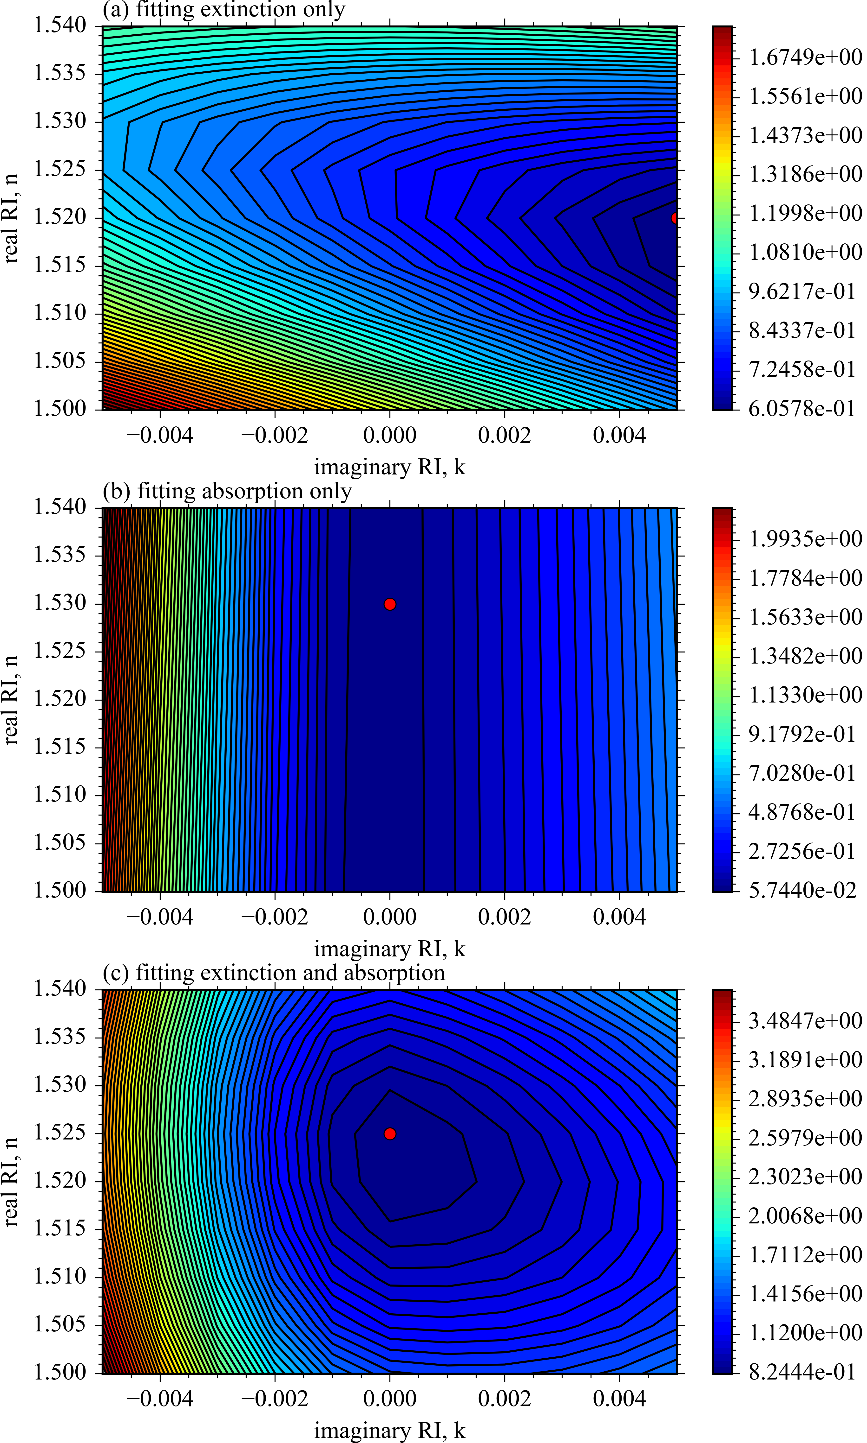 (a) fitting extinction only
1.540
1.535
1.530
1.525
1.520
1.515
1.510
1.505
1.500
real RI, n
−0.004 −0.002 0.000 0.002 0.004
imaginary RI, k
1.6749e+00
1.5561e+00
1.4373e+00
1.3186e+00
1.1998e+00
1.0810e+00
9.6217e-01
8.4337e-01
7.2458e-01
6.0578e-01
(b) fitting absorption only
1.540
1.535
1.530
1.525
1.520
1.515
1.510
1.505
1.500
real RI, n
−0.004 −0.002 0.000 0.002 0.004
imaginary RI, k
1.9935e+00
1.7784e+00
1.5633e+00
1.3482e+00
1.1330e+00
9.1792e-01
7.0280e-01
4.8768e-01
2.7256e-01
5.7440e-02
(c) fitting extinction and absorption
1.540
1.535
1.530
1.525
1.520
1.515
1.510
1.505
1.500
real RI, n
−0.004 −0.002 0.000 0.002 0.004
imaginary RI, k
3.4847e+00
3.1891e+00
2.8935e+00
2.5979e+00
2.3023e+00
2.0068e+00
1.7112e+00
1.4156e+00
1.1200e+00
8.2444e-01